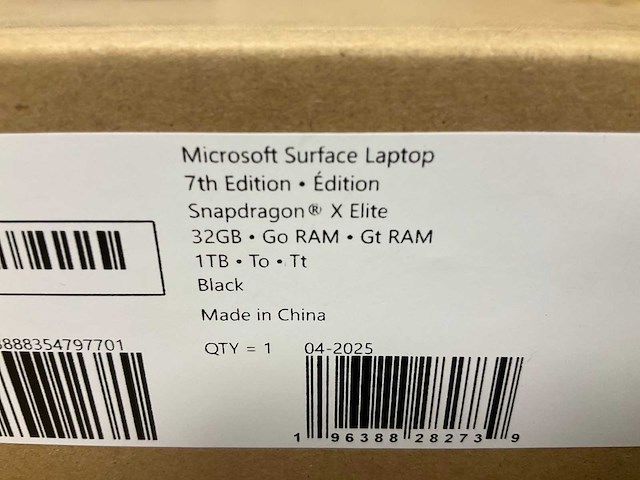 Microsoft Surface Laptop
7th Edition • Édition
Snapdragon® X Elite
32GB • Go RAM • Gt RAM
1TB • To • Tt
Black
Made in China
888354797701
QTY = 1 04-2025
1 96388 28273 9